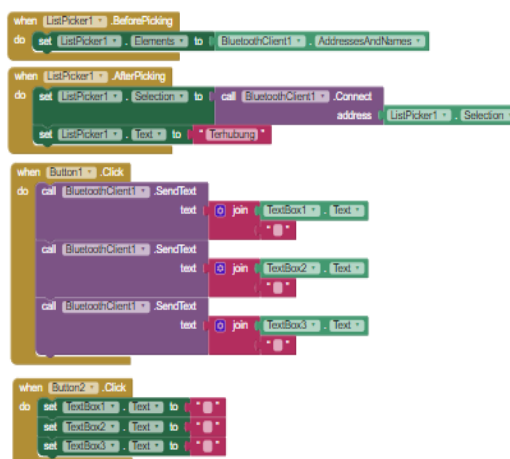 when ListPicker1 .BeforePicking
do set ListPicker1 . Elements to BluetoothClient1 . AddressesAndNames
when ListPicker1 .AfterPicking
do set ListPicker1 . Selection to call BluetoothClient1 .Connect
address ListPicker1 . Selection
set ListPicker1 . Text to " Terhubung "
when Button1 .Click
do call BluetoothClient1 .SendText
text join TextBox1 . Text
" "
call BluetoothClient1 .SendText
text join TextBox2 . Text
" "
call BluetoothClient1 .SendText
text join TextBox3 . Text
" "
when Button2 .Click
do set TextBox1 . Text to " "
set TextBox2 . Text to " "
set TextBox3 . Text to " "